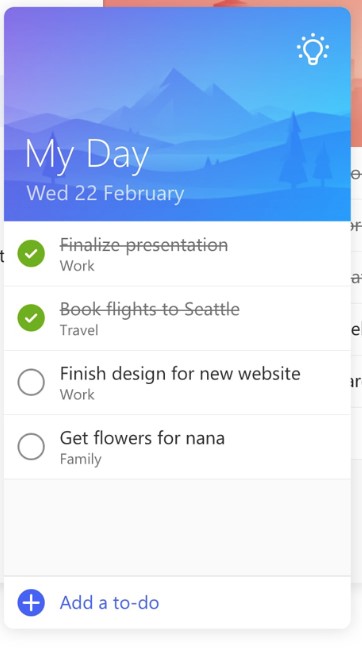 My Day
Wed 22 February
Finalize presentation
Work
Book flights to Seattle
Travel
Finish design for new website
Work
Get flowers for nana
Family
Add a to-do